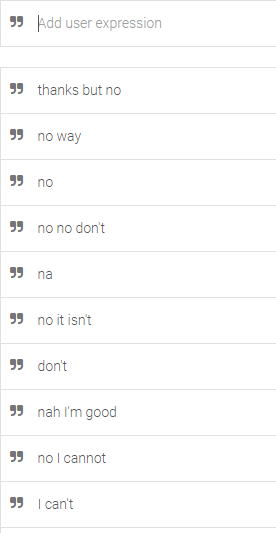 Add user expression
thanks but no
no way
no
no no don't
na
no it isn't
don't
nah I'm good
no I cannot
I can't